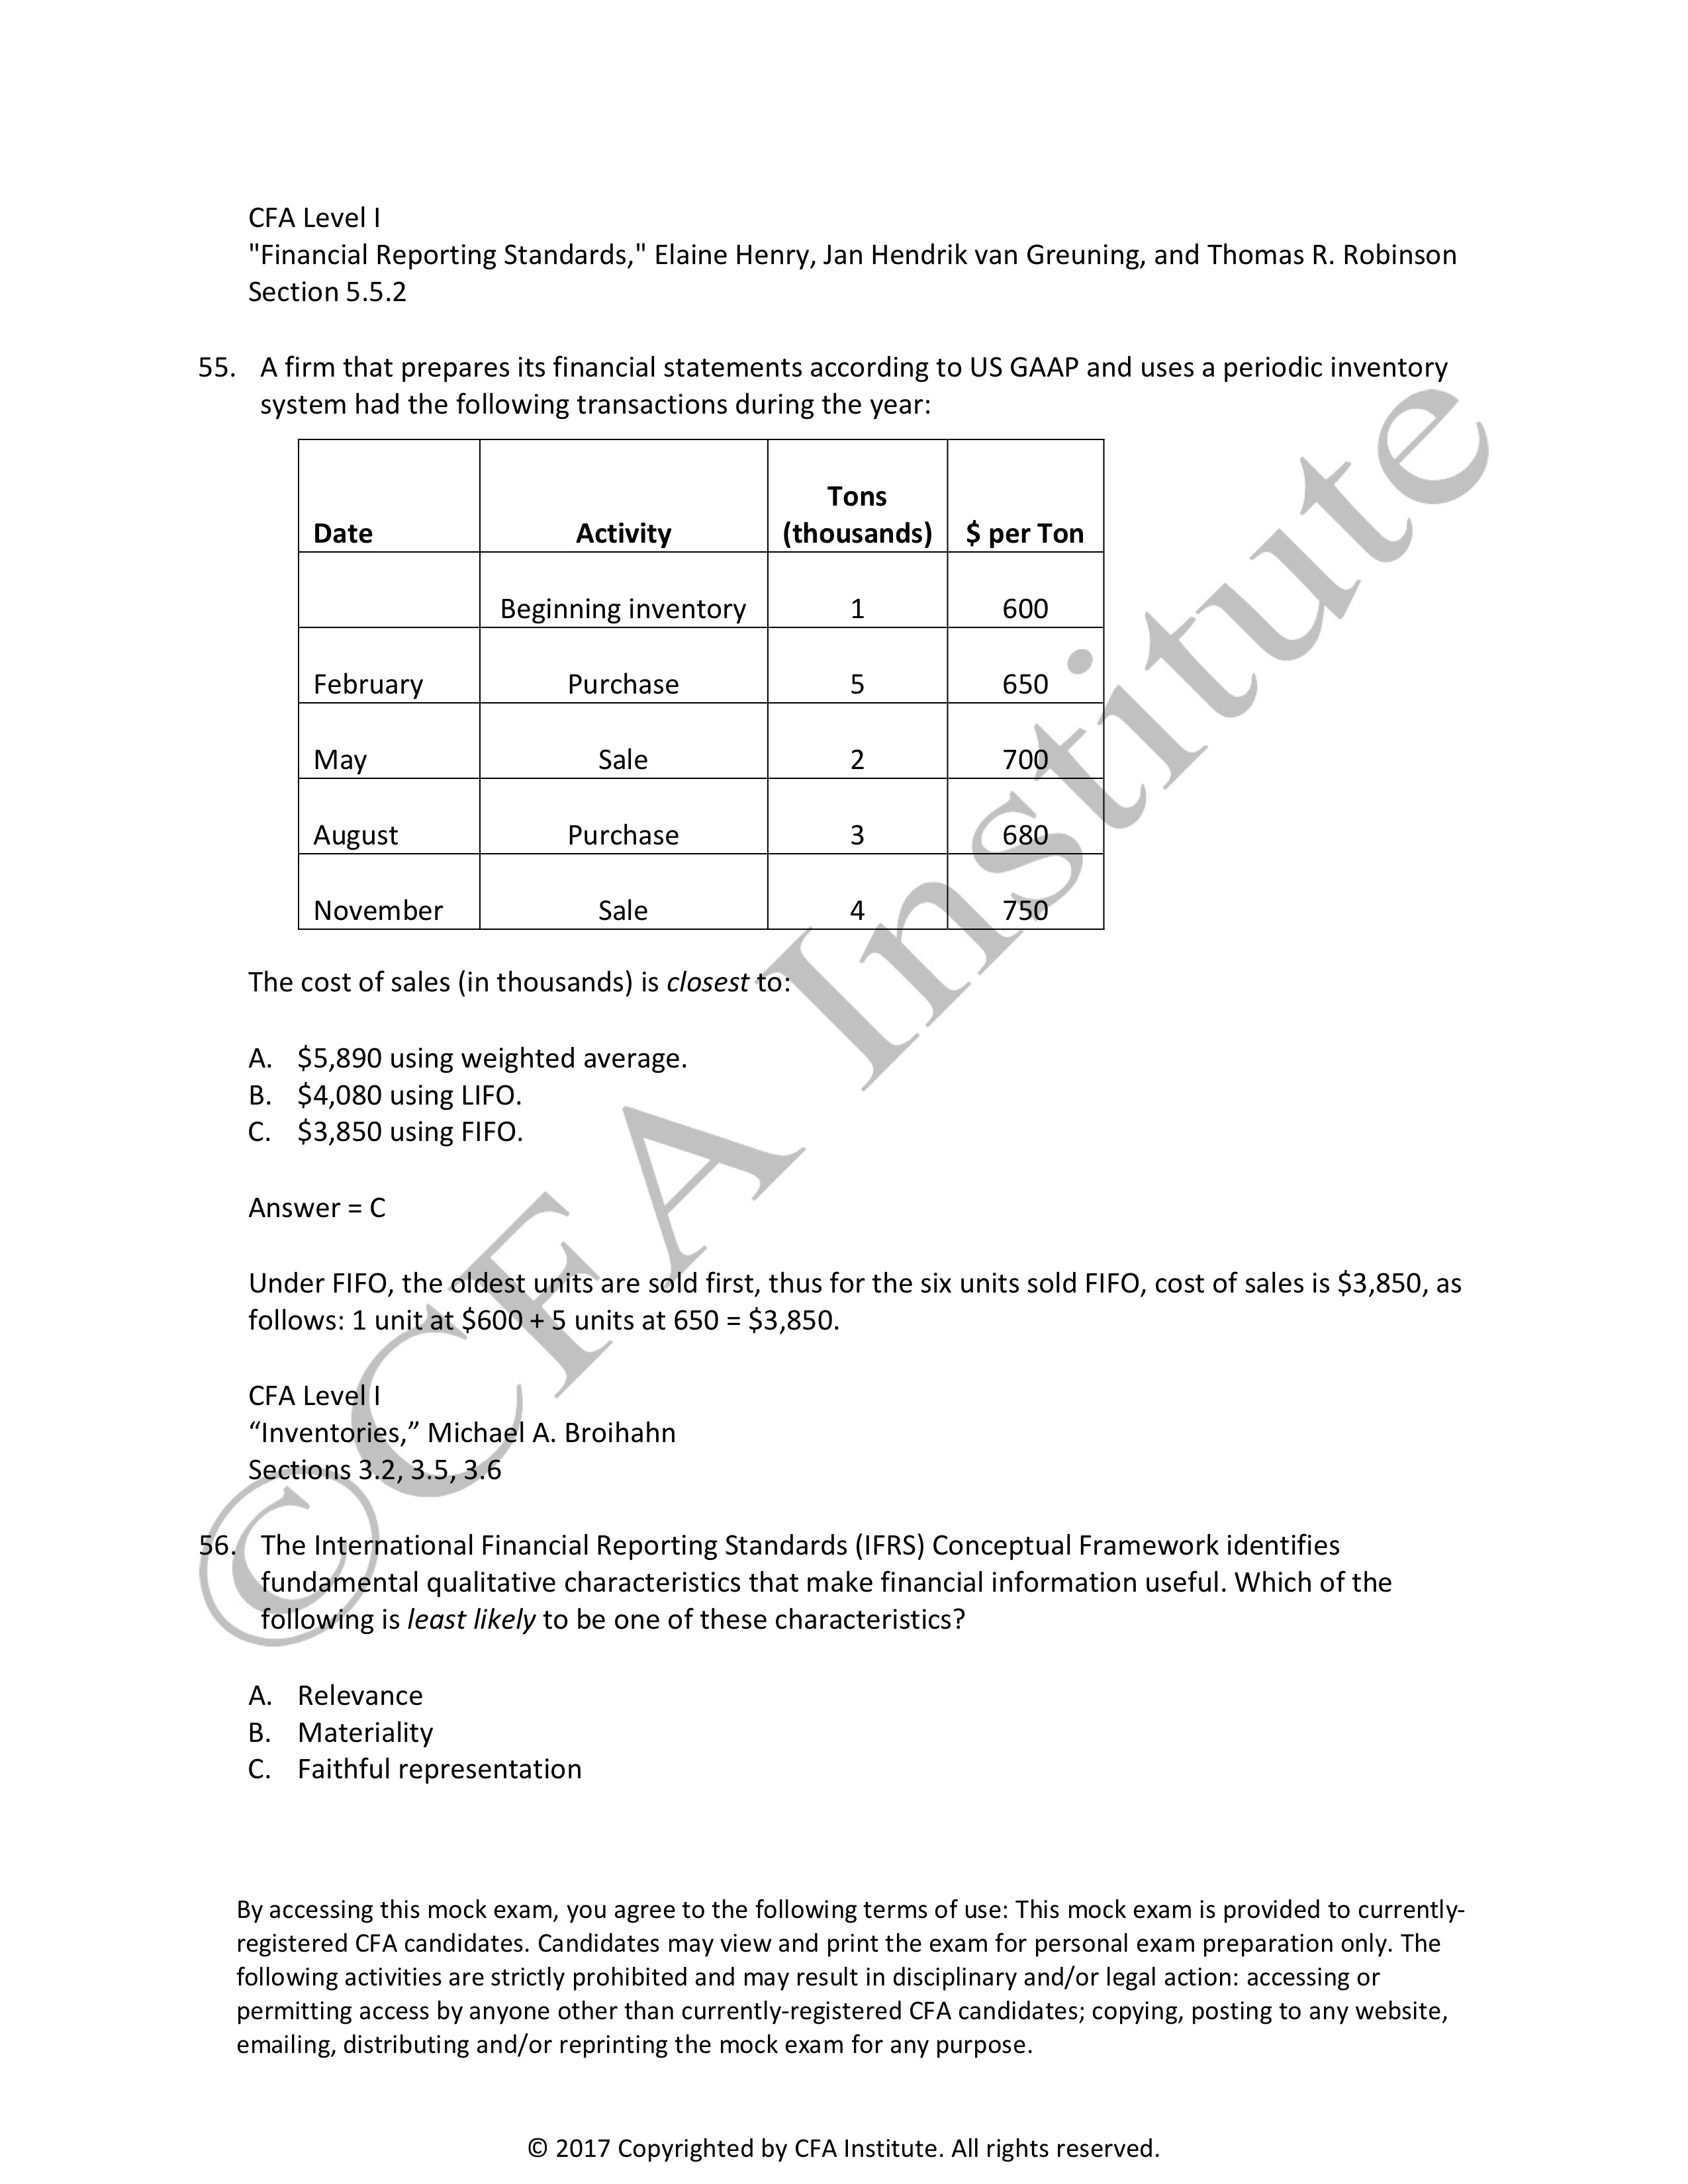 CFA Level I
"Financial Reporting Standards," Elaine Henry, Jan Hendrik van Greuning, and Thomas R. Robinson
Section 5.5.2
55. A firm that prepares its financial statements according to US GAAP and uses a periodic inventory
system had the following transactions during the year:
Tons
Date Activity (thousands) $ per Ton
Beginning inventory 1 600
February Purchase 5 650
May Sale 2 700
August Purchase 3 680
November Sale 4 750
The cost of sales (in thousands) is closest to:
A. $5,890 using weighted average.
B. $4,080 using LIFO.
C. $3,850 using FIFO.
Answer = C
Under FIFO, the oldest units are sold first, thus for the six units sold FIFO, cost of sales is $3,850, as
follows: 1 unit at $600 + 5 units at 650 = $3,850.
CFA Level I
“Inventories,” Michael A. Broihahn
Sections 3.2, 3.5, 3.6
56. The International Financial Reporting Standards (IFRS) Conceptual Framework identifies
fundamental qualitative characteristics that make financial information useful. Which of the
following is least likely to be one of these characteristics?
A. Relevance
B. Materiality
C. Faithful representation
By accessing this mock exam, you agree to the following terms of use: This mock exam is provided to currently-
registered CFA candidates. Candidates may view and print the exam for personal exam preparation only. The
following activities are strictly prohibited and may result in disciplinary and/or legal action: accessing or
permitting access by anyone other than currently-registered CFA candidates; copying, posting to any website,
emailing, distributing and/or reprinting the mock exam for any purpose.
© 2017 Copyrighted by CFA Institute. All rights reserved.
©CFA Institute